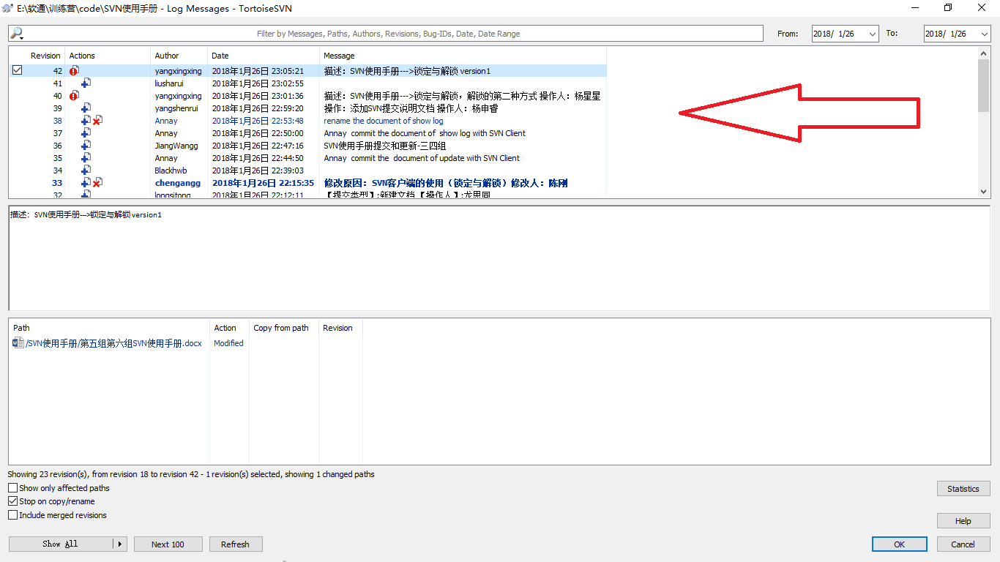 E:\软通\训练营\code\SVN使用手册 - Log Messages - TortoiseSVN
Filter by Messages, Paths, Authors, Revisions, Bug-IDs, Date, Date Range From: 2018/ 1/26 To: 2018/ 1/26
Revision Actions Author Date Message
42 yangxingxing 2018年1月26日 23:05:21 描述：SVN使用手册--->锁定与解锁 version1
41 liusharui 2018年1月26日 23:02:55
40 yangxingxing 2018年1月26日 23:01:36 描述：SVN使用手册--->锁定与解锁，解锁的第二种方式 操作人：杨星星
39 yangshenrui 2018年1月26日 22:59:20 操作：添加SVN提交说明文档 操作人：杨申睿
38 Annay 2018年1月26日 22:53:48 rename the document of show log
37 Annay 2018年1月26日 22:50:00 Annay commit the document of show log with SVN Client
36 JiangWangg 2018年1月26日 22:47:16 SVN使用手册提交和更新-三四组
35 Annay 2018年1月26日 22:44:50 Annay commit the document of update with SVN Client
34 Blackhwb 2018年1月26日 22:39:03
33 chengangg 2018年1月26日 22:15:35 修改原因：SVN客户端的使用（锁定与解锁）修改人：陈刚
32 longsitong 2018年1月26日 22:12:11 【提交类型】:新建文档 【操作人】:龙思同
描述：SVN使用手册--->锁定与解锁 version1
Path Action Copy from path Revision
/SVN使用手册/第五组第六组SVN使用手册.docx Modified
Showing 23 revision(s), from revision 18 to revision 42 - 1 revision(s) selected, showing 1 changed paths
Show only affected paths
Statistics
Stop on copy/rename
Include merged revisions
Help
Show All Next 100 Refresh OK Cancel